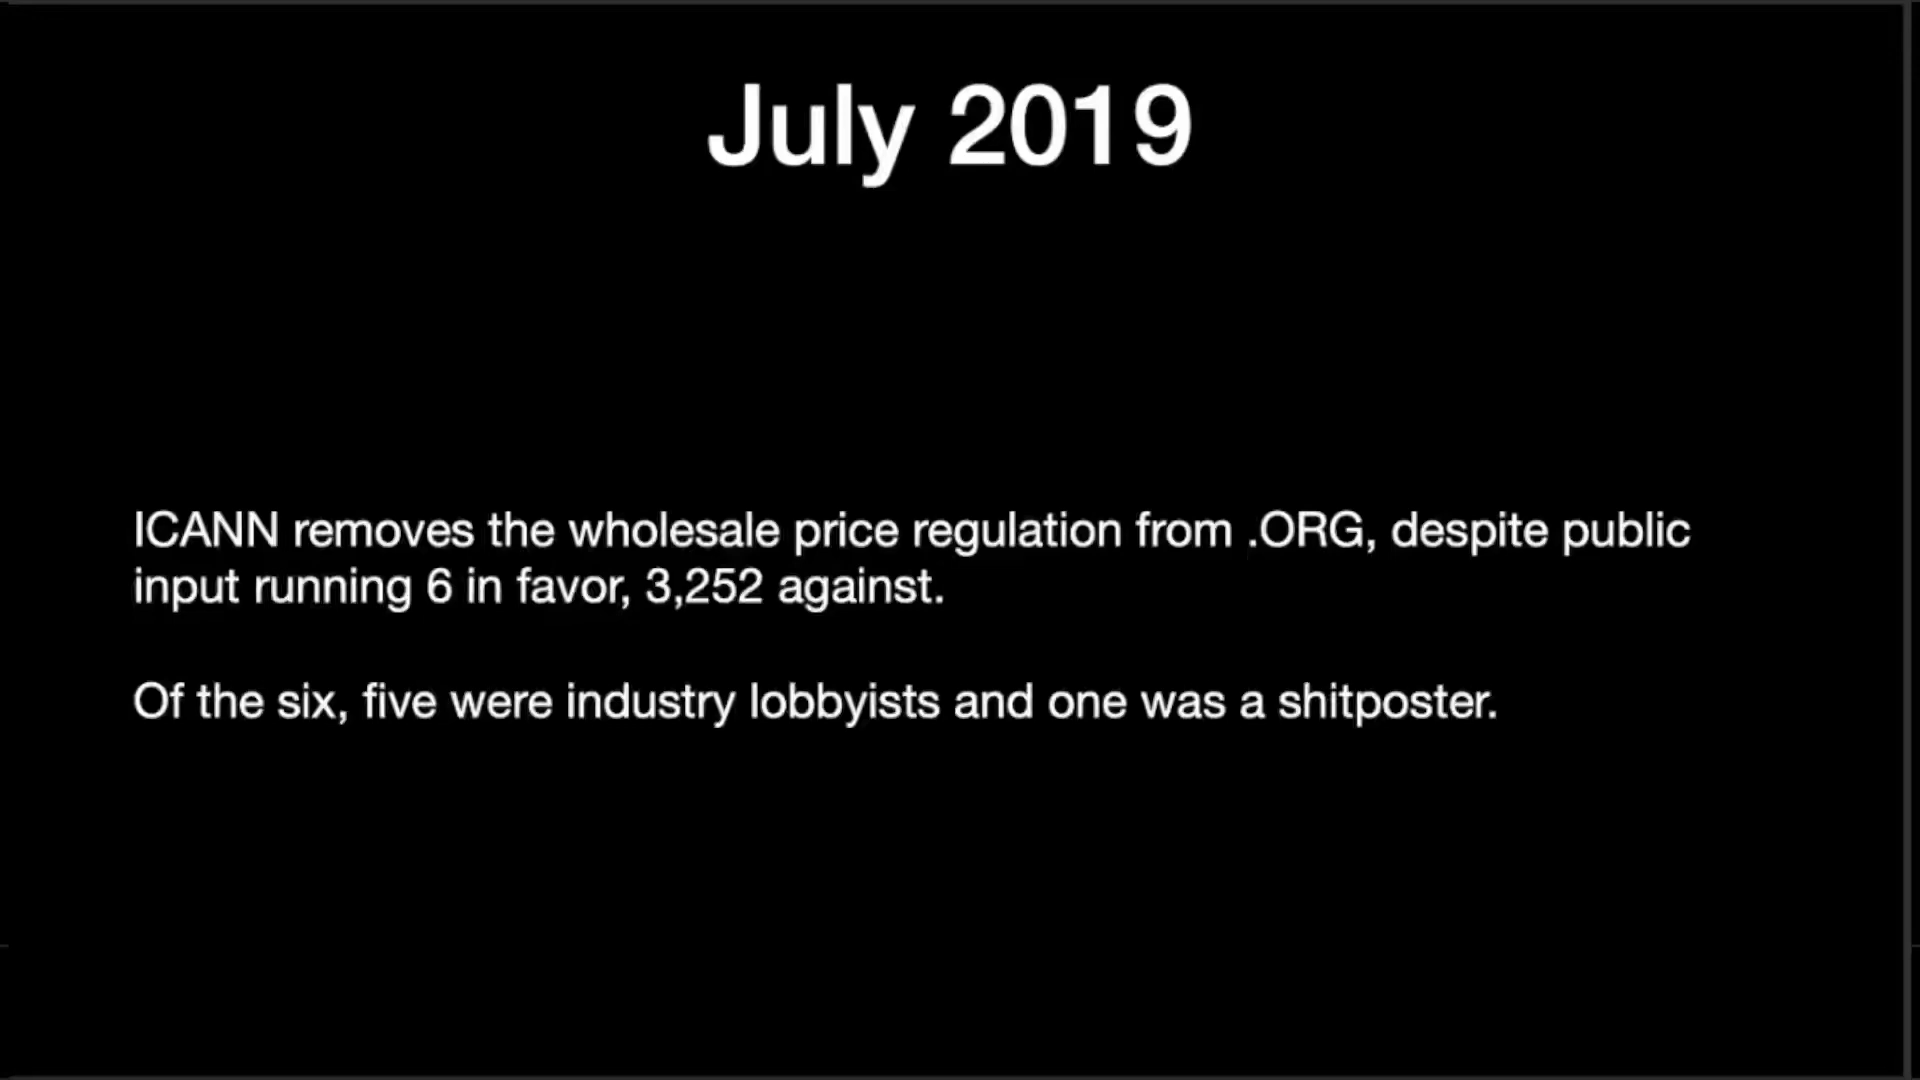 July 2019
ICANN removes the wholesale price regulation from .ORG, despite public
input running 6 in favor, 3,252 against.
Of the six, five were industry lobbyists and one was a shitposter.